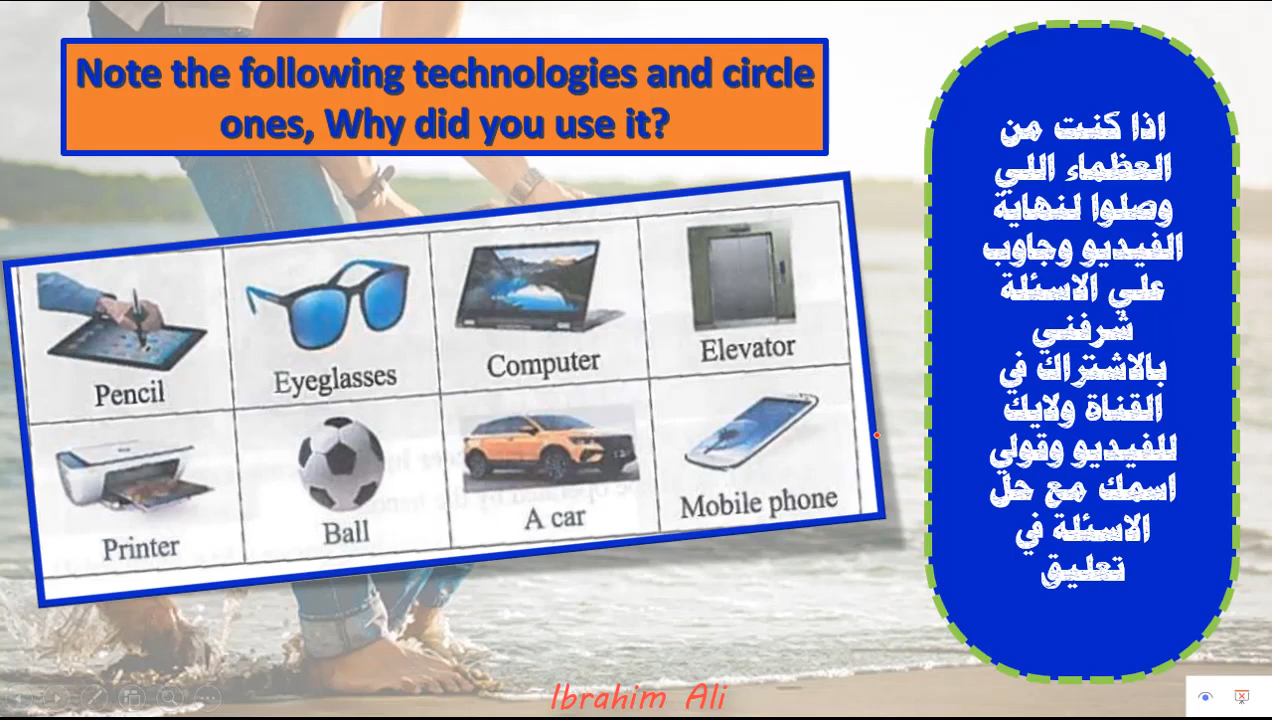 Note the following technologies and circle
ones, Why did you use it?
Pencil
Eyeglasses
Computer
Elevator
Printer
Ball
A car
Mobile phone
اذا كنت من
العظماء اللي
وصلوا لنهاية
الفيديو وجاوب
علي الاسئلة
شرفني
بالاشتراك في
القناة ولايك
للفيديو وقولي
اسمك مع حل
الاسئلة في
تعليق
Ibrahim Ali